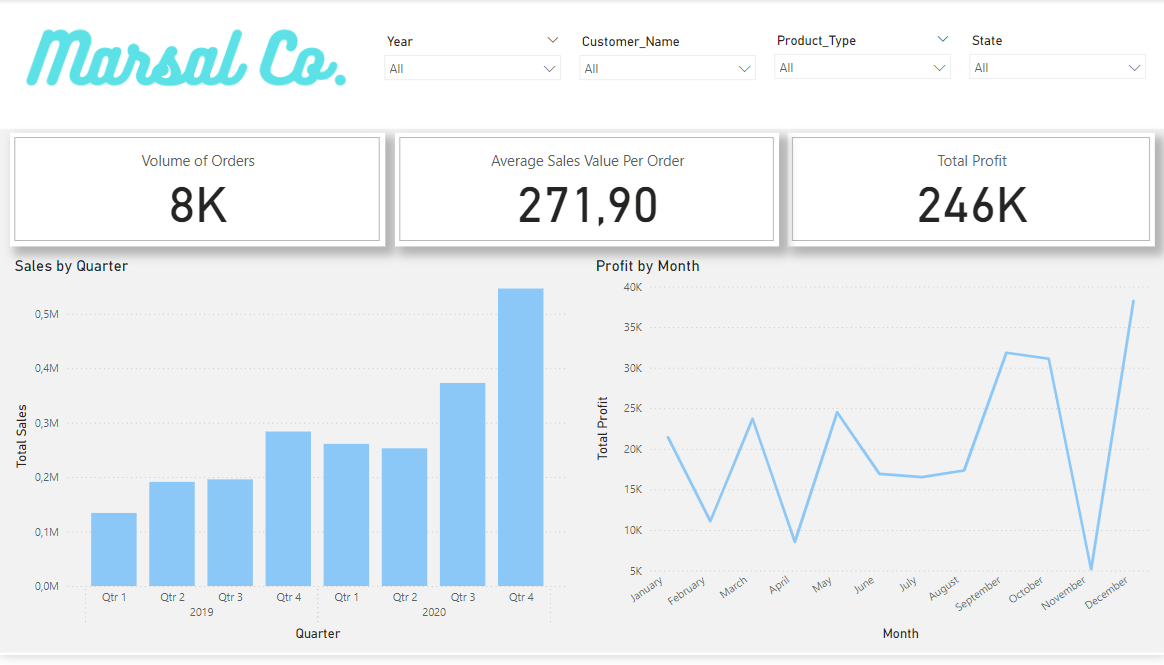 Marsal Co.
Year
All
Customer_Name
All
Product_Type
All
State
All
Volume of Orders
8K
Average Sales Value Per Order
271,90
Total Profit
246K
Sales by Quarter
Total Sales
0,5M
0,4M
0,3M
0,2M
0,1M
0,0M
Qtr 1 Qtr 2 Qtr 3 Qtr 4 Qtr 1 Qtr 2 Qtr 3 Qtr 4
2019 2020
Quarter
Profit by Month
Total Profit
40K
35K
30K
25K
20K
15K
10K
5K
January February March April May June July August September October November December
Month